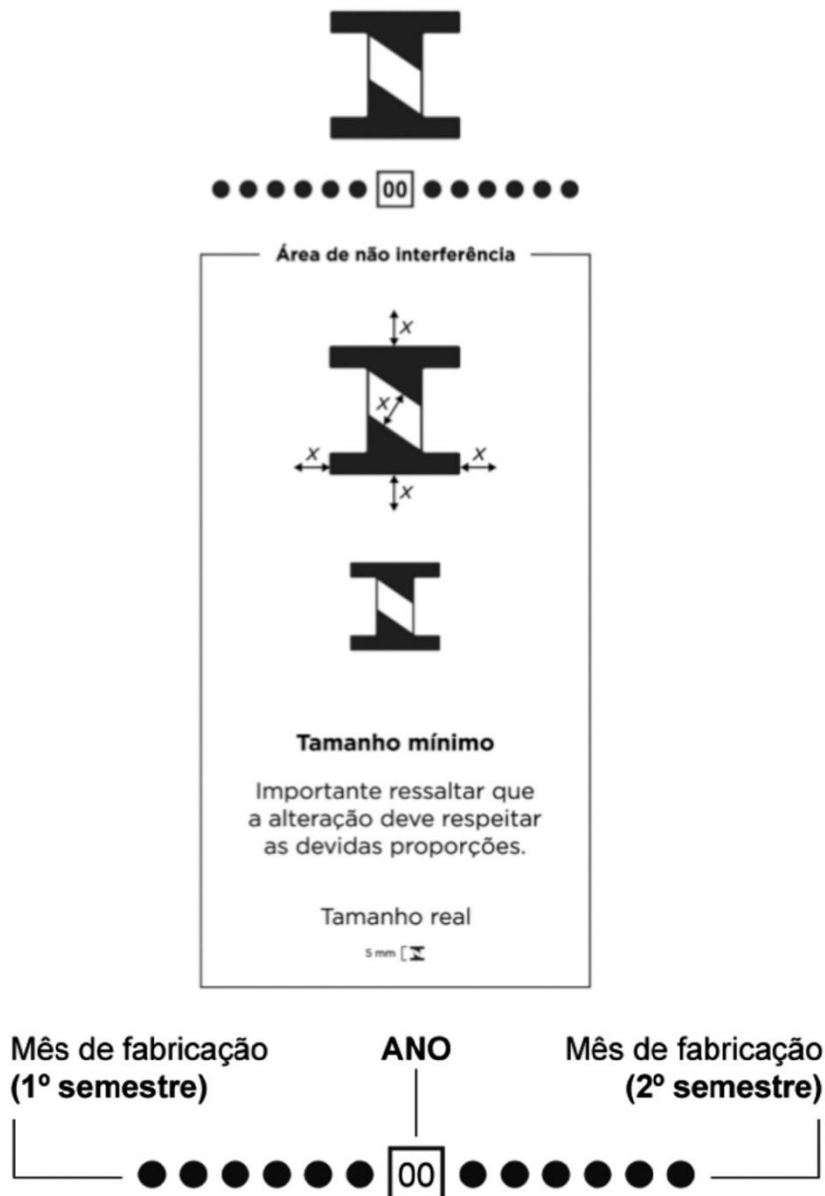 00
Área de não interferência
x
x
x x
x
Tamanho mínimo
Importante ressaltar que
a alteração deve respeitar
as devidas proporções.
Tamanho real
5 mm
Mês de fabricação ANO Mês de fabricação
(1º semestre) (2º semestre)
00